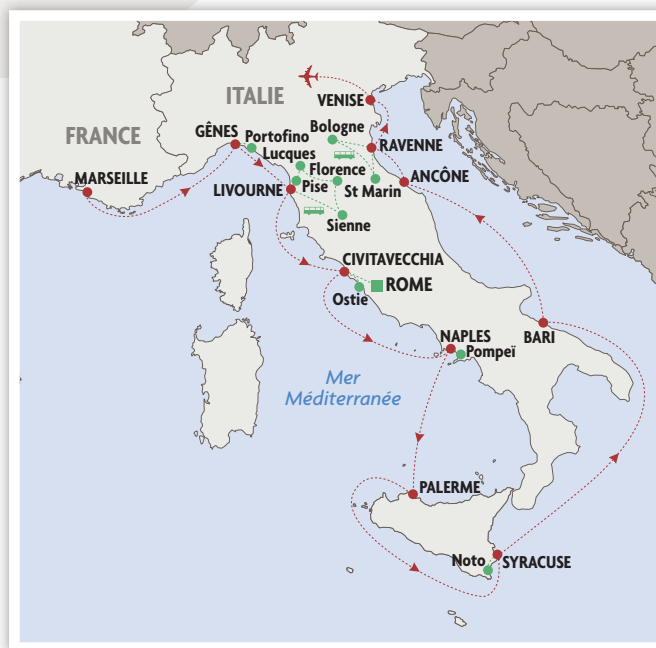 ITALIE
VENISE
FRANCE
Bologne
GÊNES
Portofino
RAVENNE
Lucques
Florence
MARSEILLE
ANCÔNE
LIVOURNE
Pise
St Marin
Sienne
CIVITAVECCHIA
ROME
Ostie
NAPLES
BARI
Pompeï
Mer
Méditerranée
PALERME
Noto
SYRACUSE